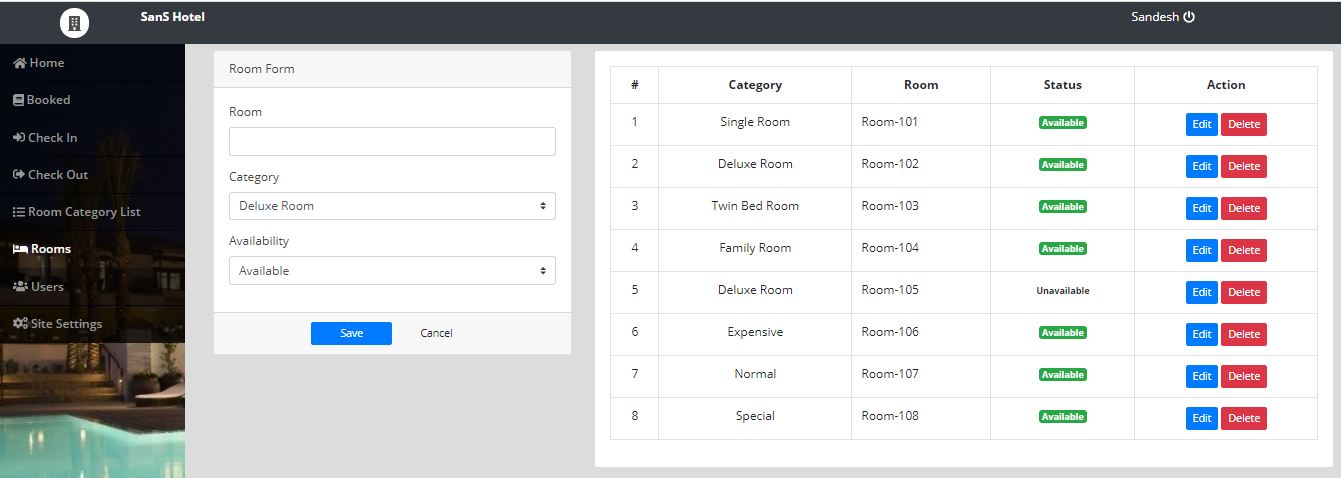 SanS Hotel
Sandesh
Home
Booked
Check In
Check Out
Room Category List
Rooms
Users
Site Settings
Room Form
Room
Category
Deluxe Room
Availability
Available
Save Cancel
# Category Room Status Action
1 Single Room Room-101 Available Edit Delete
2 Deluxe Room Room-102 Available Edit Delete
3 Twin Bed Room Room-103 Available Edit Delete
4 Family Room Room-104 Available Edit Delete
5 Deluxe Room Room-105 Unavailable Edit Delete
6 Expensive Room-106 Available Edit Delete
7 Normal Room-107 Available Edit Delete
8 Special Room-108 Available Edit Delete